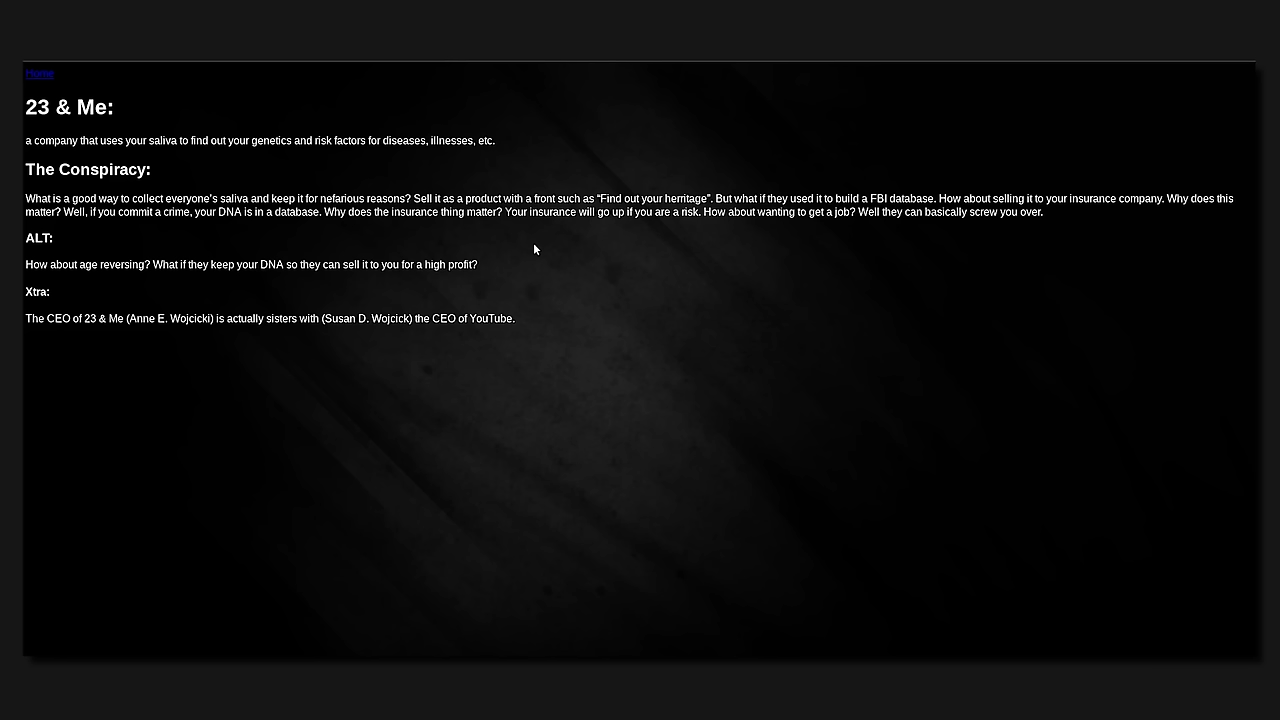 Home
23 & Me:
a company that uses your saliva to find out your genetics and risk factors for diseases, illnesses, etc.
The Conspiracy:
What is a good way to collect everyone's saliva and keep it for nefarious reasons? Sell it as a product with a front such as “Find out your herritage”. But what if they used it to build a FBI database. How about selling it to your insurance company. Why does this
matter? Well, if you commit a crime, your DNA is in a database. Why does the insurance thing matter? Your insurance will go up if you are a risk. How about wanting to get a job? Well they can basically screw you over.
ALT:
How about age reversing? What if they keep your DNA so they can sell it to you for a high profit?
Xtra:
The CEO of 23 & Me (Anne E. Wojcicki) is actually sisters with (Susan D. Wojcick) the CEO of YouTube.